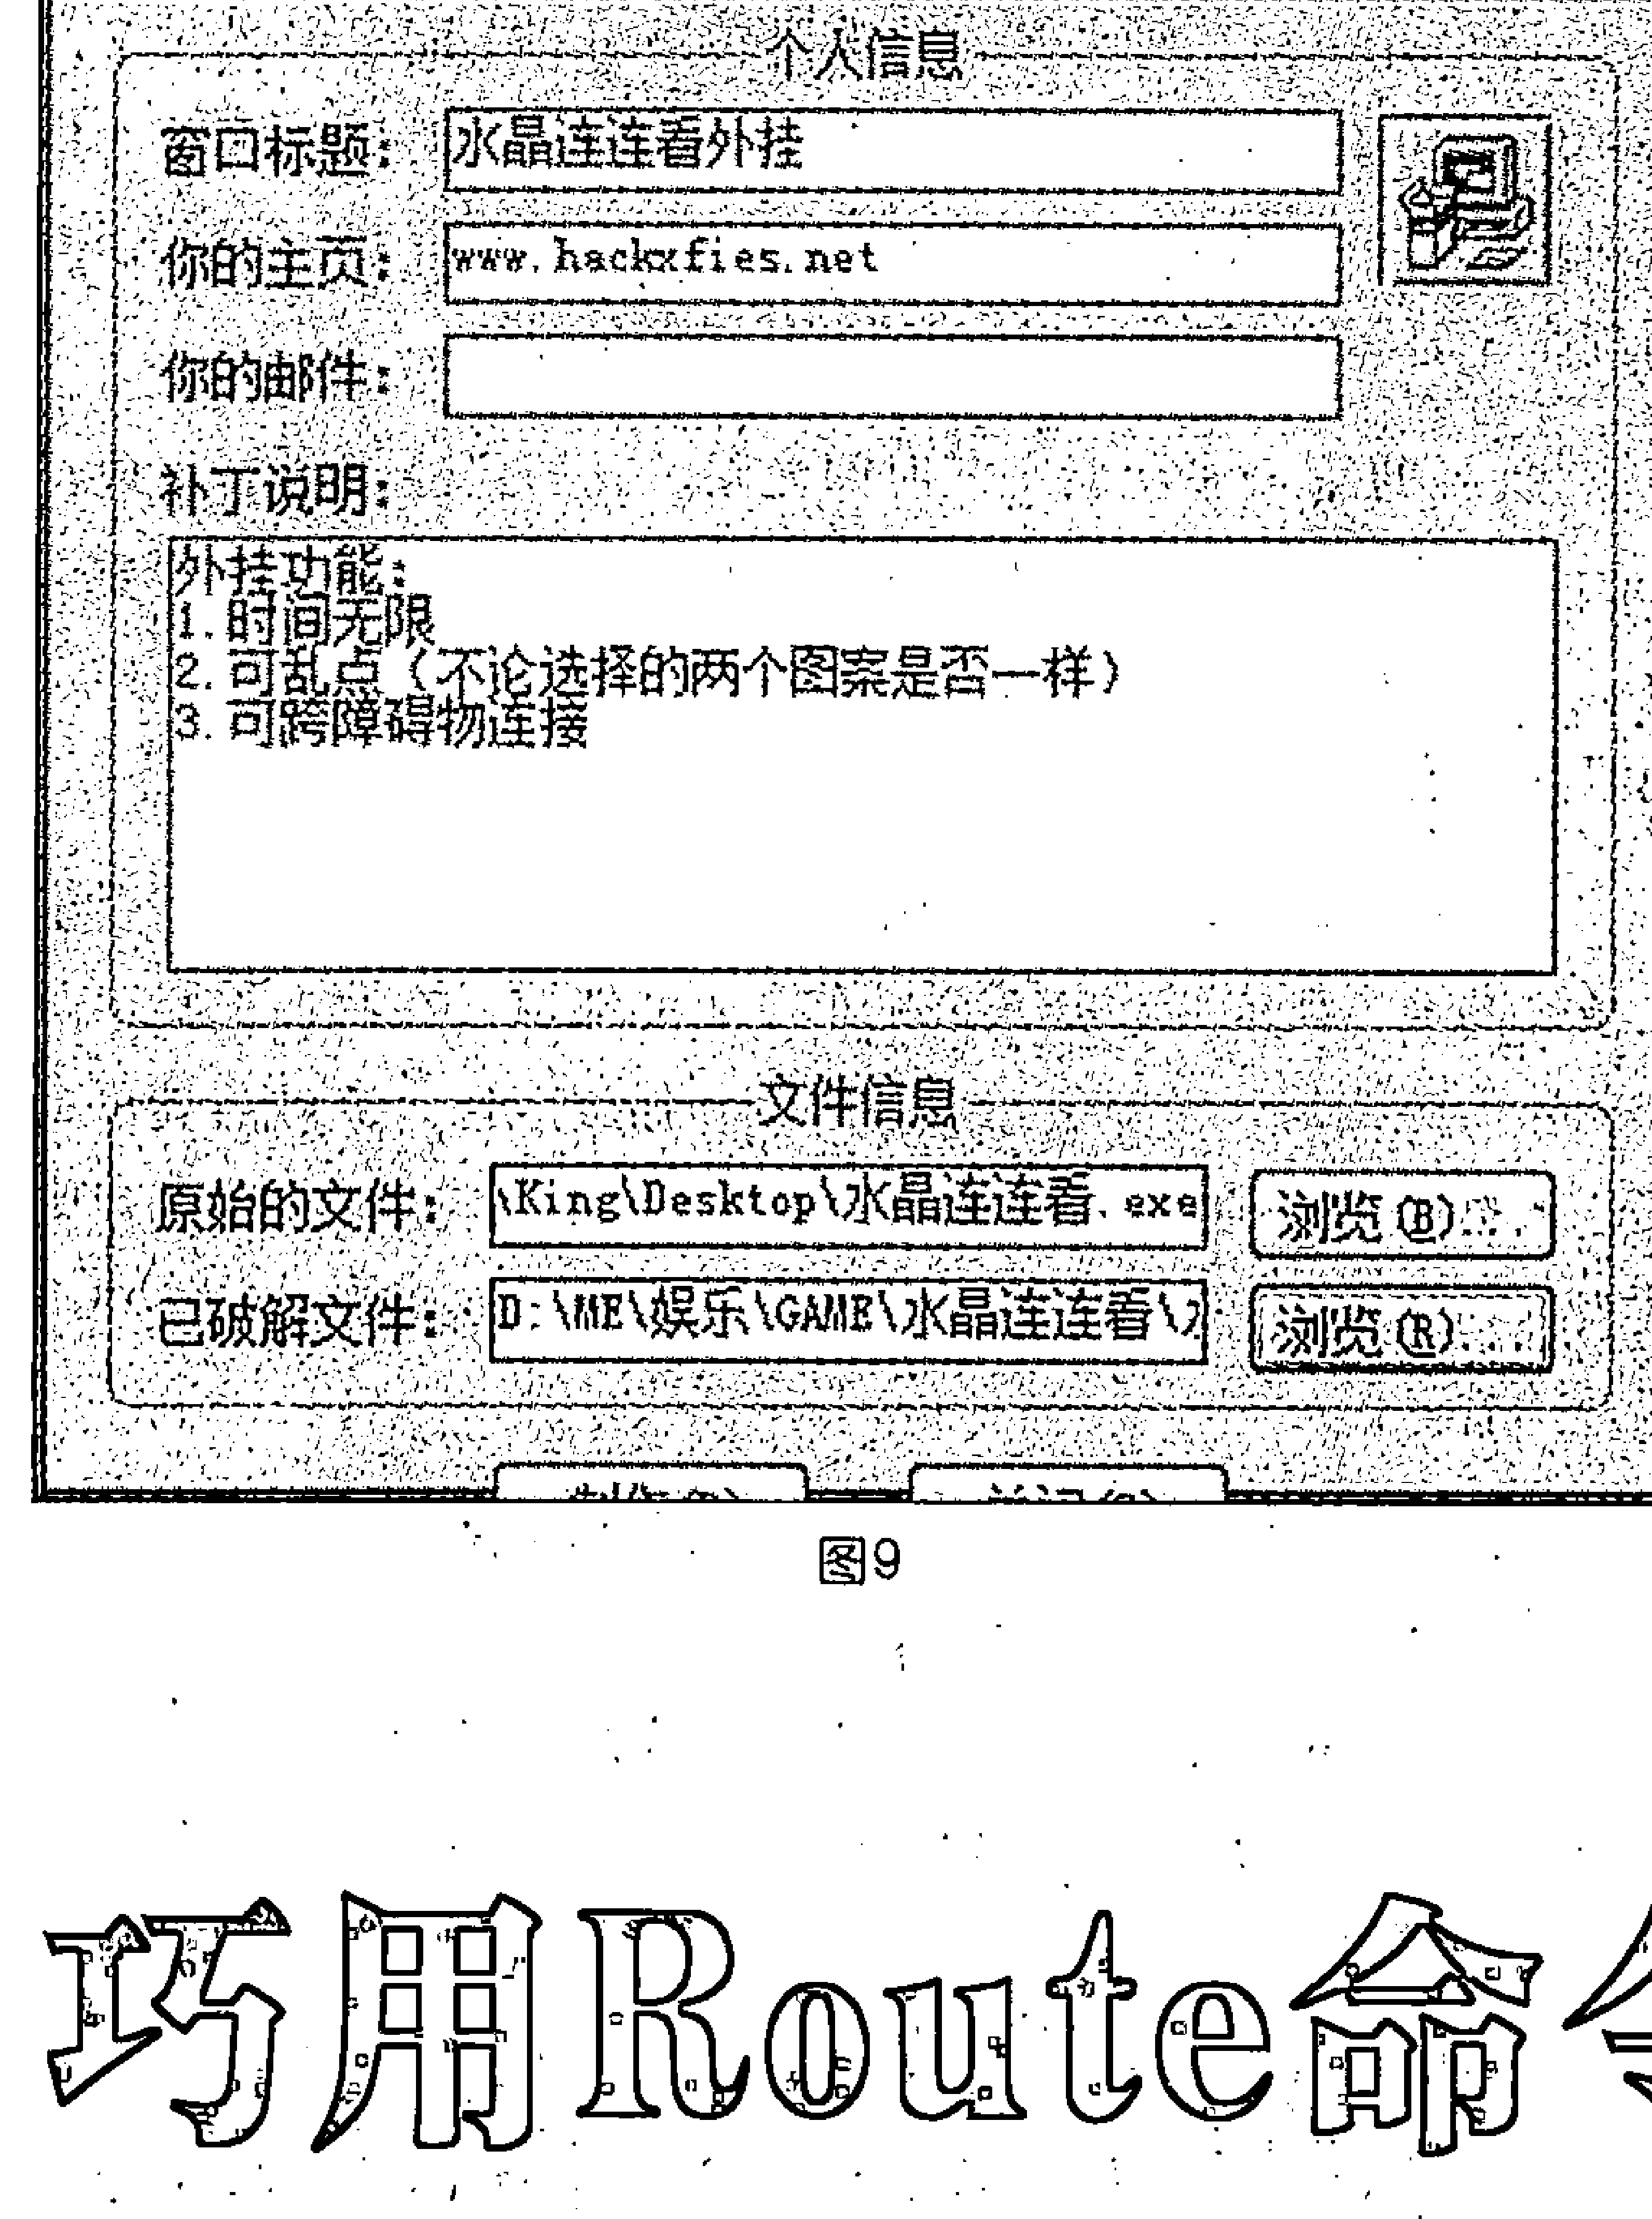 个人信息
窗口标题: 水晶连连看外挂
你的主页: www.hackxfies.net
你的邮件:
补丁说明:
外挂功能:
1.时间无限
2.可乱点(不论选择的两个图案是否一样)
3.可跨障碍物连接
文件信息
原始的文件: \King\Desktop\水晶连连看.exe 浏览(B)...
已破解文件: D:\ME\娱乐\GAME\水晶连连看\ 浏览(R)...
图9
巧用Route命